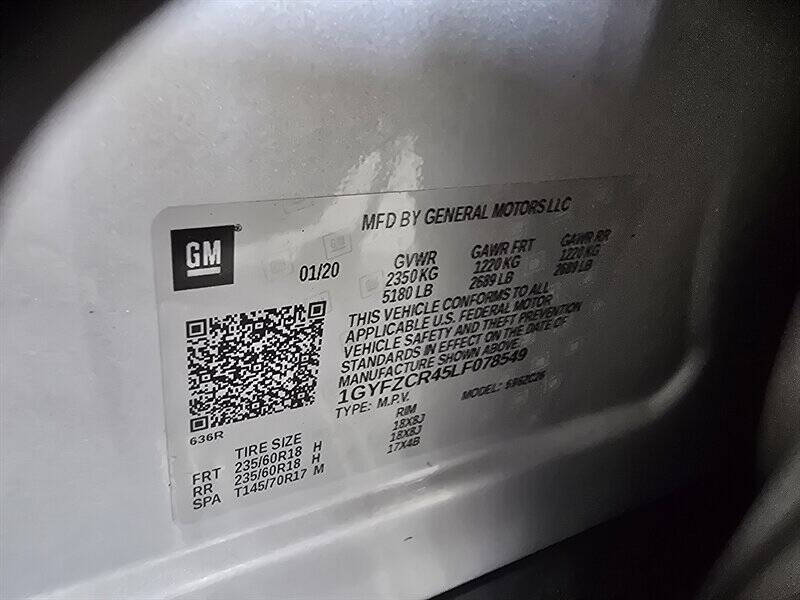 MFD BY GENERAL MOTORS LLC
GM
01/20
GVWR GAWR FRT GAWR RR
2350 KG 1220 KG 1220 KG
5180 LB 2689 LB 2689 LB
THIS VEHICLE CONFORMS TO ALL
APPLICABLE U.S. FEDERAL MOTOR
VEHICLE SAFETY AND THEFT PREVENTION
STANDARDS IN EFFECT ON THE DATE OF
MANUFACTURE SHOWN ABOVE.
1GYFZCR45LF078549
TYPE: M.P.V. MODEL:
636R
TIRE SIZE RIM
FRT 235/60R18 H 18X8J
RR 235/60R18 H 18X8J
SPA T145/70R17 M 17X4B